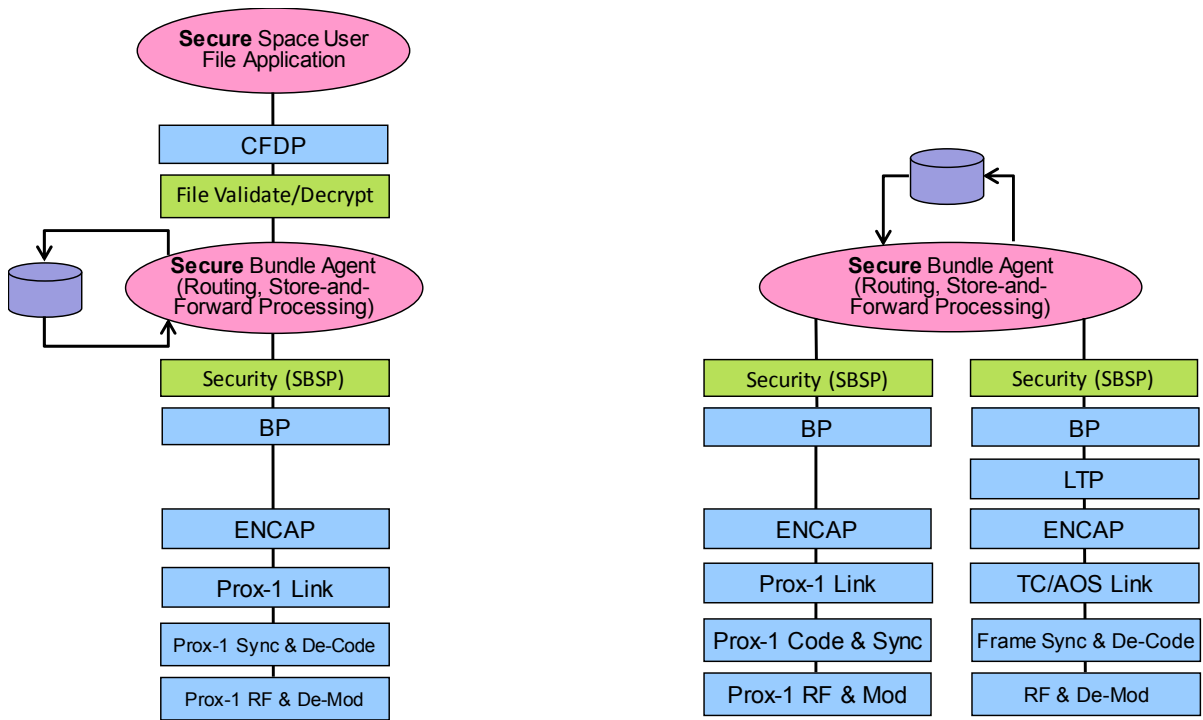 Secure Space User
File Application
CFDP
File Validate/Decrypt
Secure Bundle Agent
(Routing, Store-and-
Forward Processing)
Security (SBSP)
BP
ENCAP
Prox-1 Link
Prox-1 Sync & De-Code
Prox-1 RF & De-Mod
Secure Bundle Agent
(Routing, Store-and-
Forward Processing)
Security (SBSP)
BP
ENCAP
Prox-1 Link
Prox-1 Code & Sync
Prox-1 RF & Mod
Security (SBSP)
BP
LTP
ENCAP
TC/AOS Link
Frame Sync & De-Code
RF & De-Mod